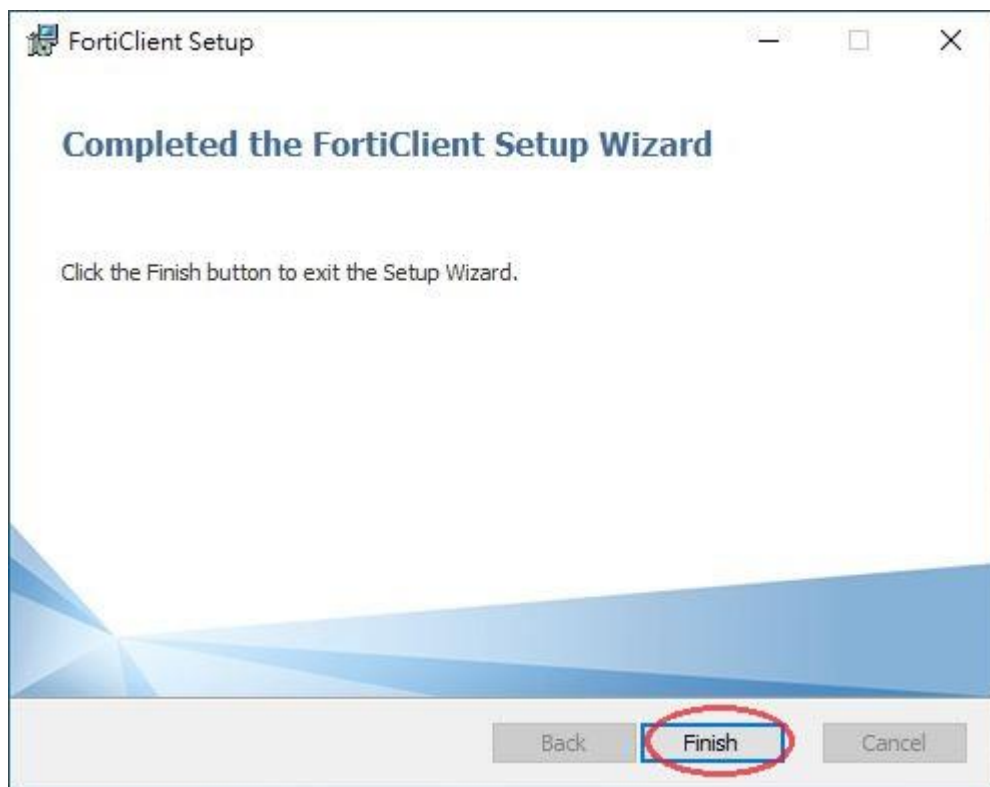 FortiClient Setup
Completed the FortiClient Setup Wizard
Click the Finish button to exit the Setup Wizard.
Back Finish Cancel